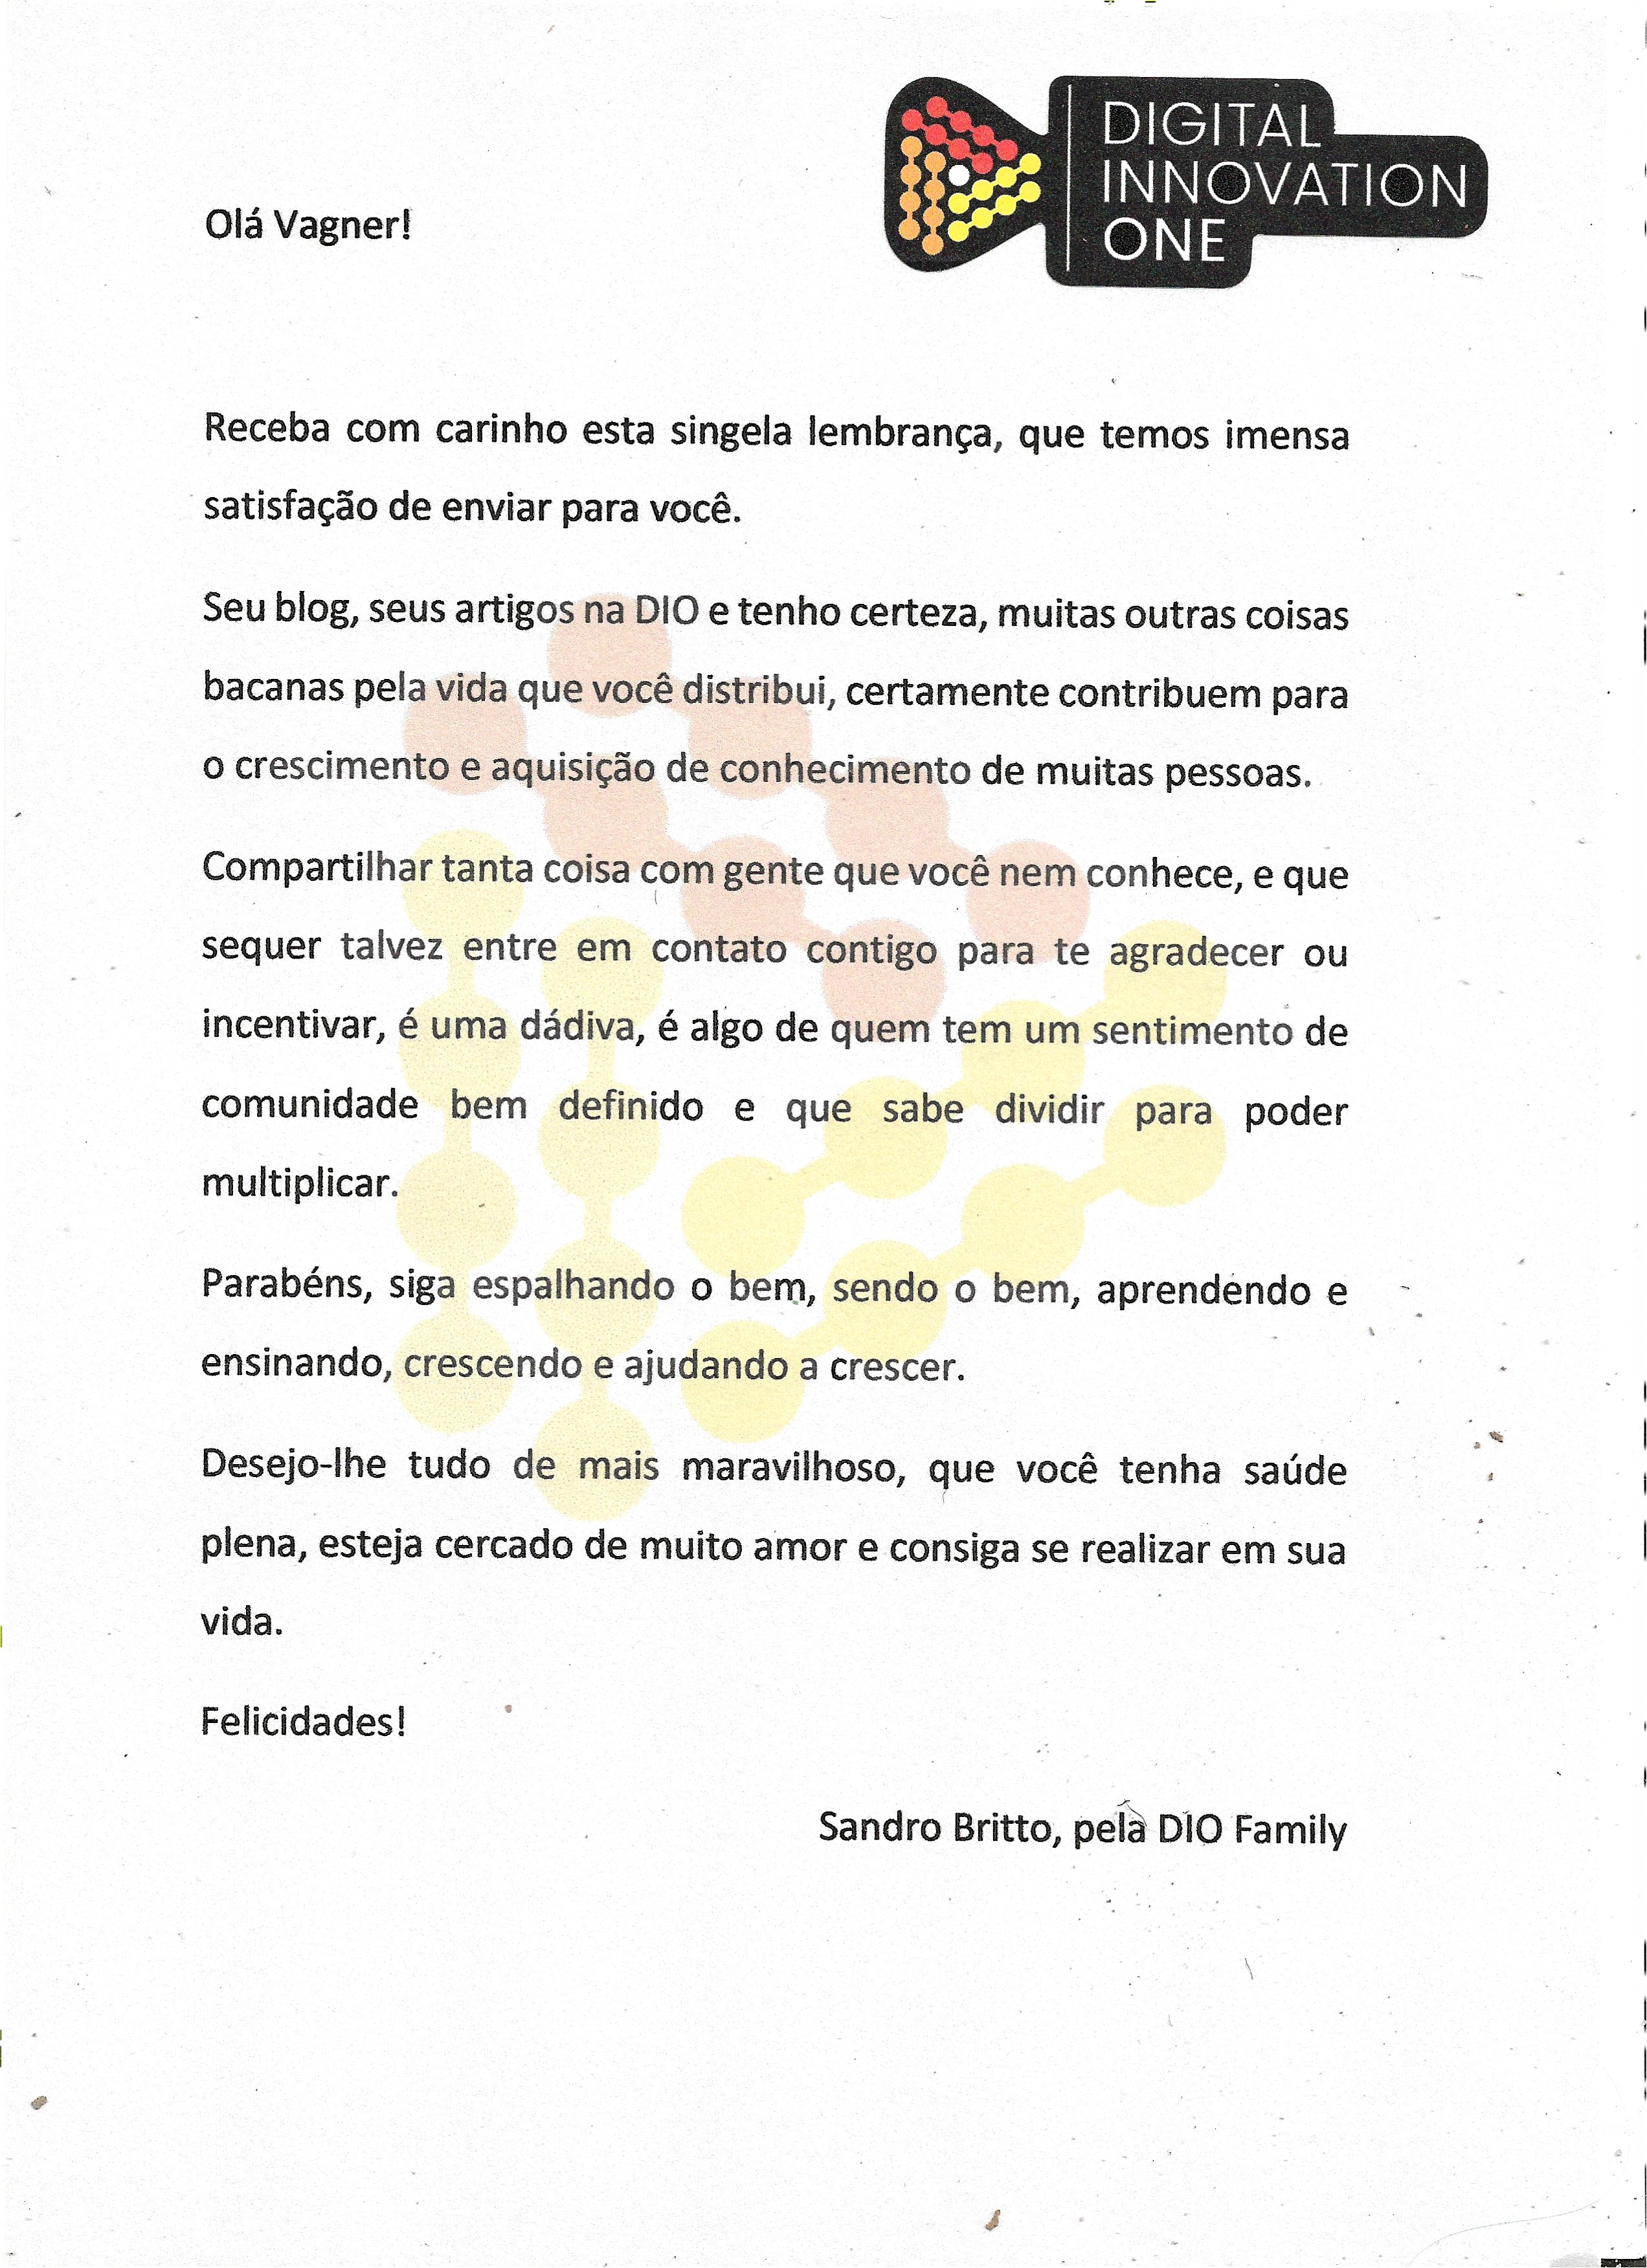 DIGITAL
INNOVATION
ONE
Olá Vagner!
Receba com carinho esta singela lembrança, que temos imensa
satisfação de enviar para você.
Seu blog, seus artigos na DIO e tenho certeza, muitas outras coisas
bacanas pela vida que você distribui, certamente contribuem para
o crescimento e aquisição de conhecimento de muitas pessoas.
Compartilhar tanta coisa com gente que você nem conhece, e que
sequer talvez entre em contato contigo para te agradecer ou
incentivar, é uma dádiva, é algo de quem tem um sentimento de
comunidade bem definido e que sabe dividir para poder
multiplicar.
Parabéns, siga espalhando o bem, sendo o bem, aprendendo e
ensinando, crescendo e ajudando a crescer.
Desejo-lhe tudo de mais maravilhoso, que você tenha saúde
plena, esteja cercado de muito amor e consiga se realizar em sua
vida.
Felicidades!
Sandro Britto, pela DIO Family